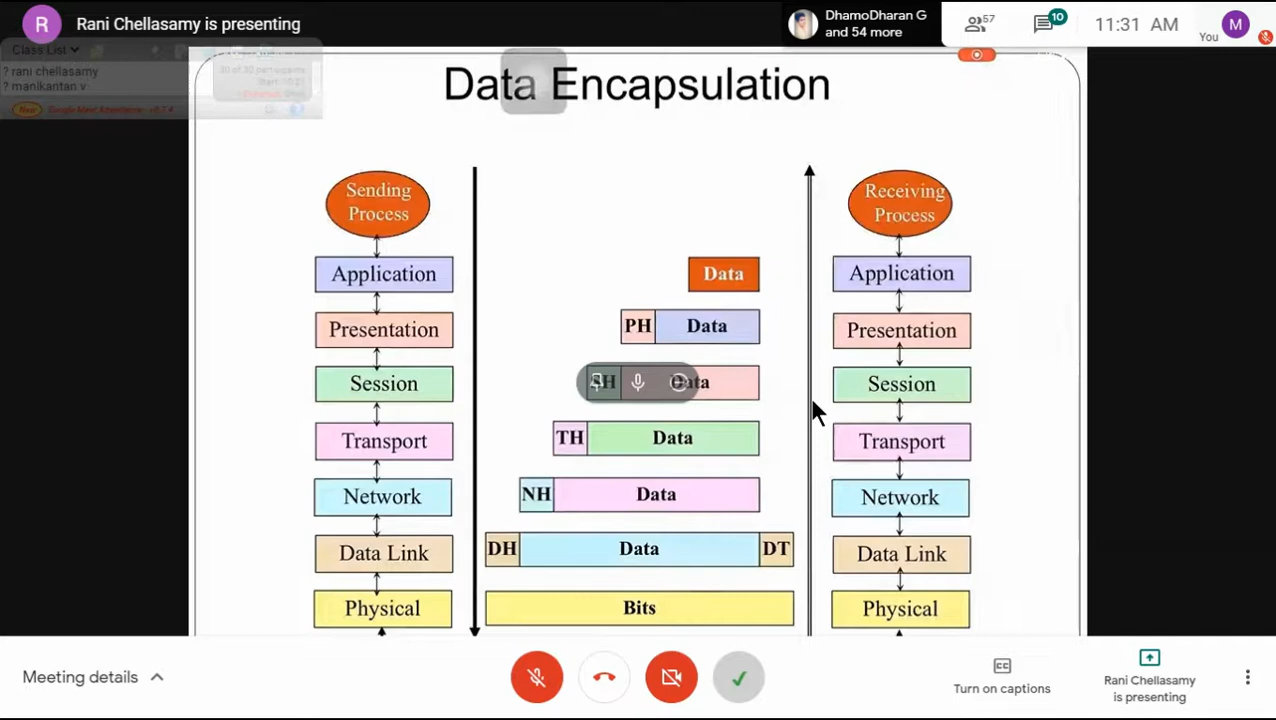 R Rani Chellasamy is presenting
DhamoDharan G
and 54 more
57
10
11:31 AM
You
M
Class List
? rani chellasamy
? manikantan v
New
Data Encapsulation
Sending
Process
Receiving
Process
Application
Data
Application
Presentation
PH Data
Presentation
Session
Session
Transport
TH Data
Transport
Network
NH Data
Network
Data Link
DH Data DT
Data Link
Physical
Bits
Physical
Meeting details
Turn on captions
Rani Chellasamy
is presenting